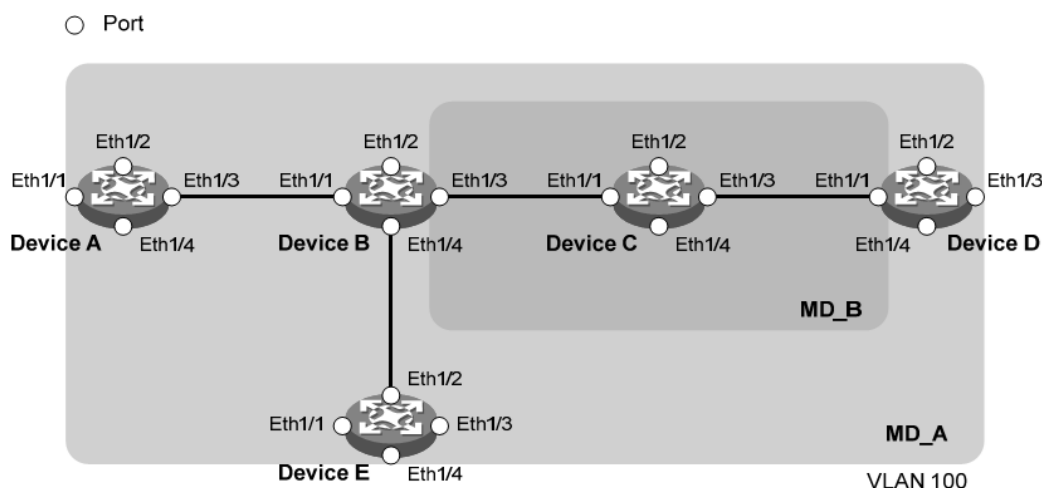 Port
Eth1/2 Eth1/2 Eth1/2 Eth1/2
Eth1/1 Eth1/3 Eth1/1 Eth1/3 Eth1/1 Eth1/3 Eth1/1 Eth1/3
Device A Eth1/4 Device B Eth1/4 Device C Eth1/4 Eth1/4 Device D
MD_B
Eth1/2
Eth1/1 Eth1/3
MD_A
Device E Eth1/4
VLAN 100